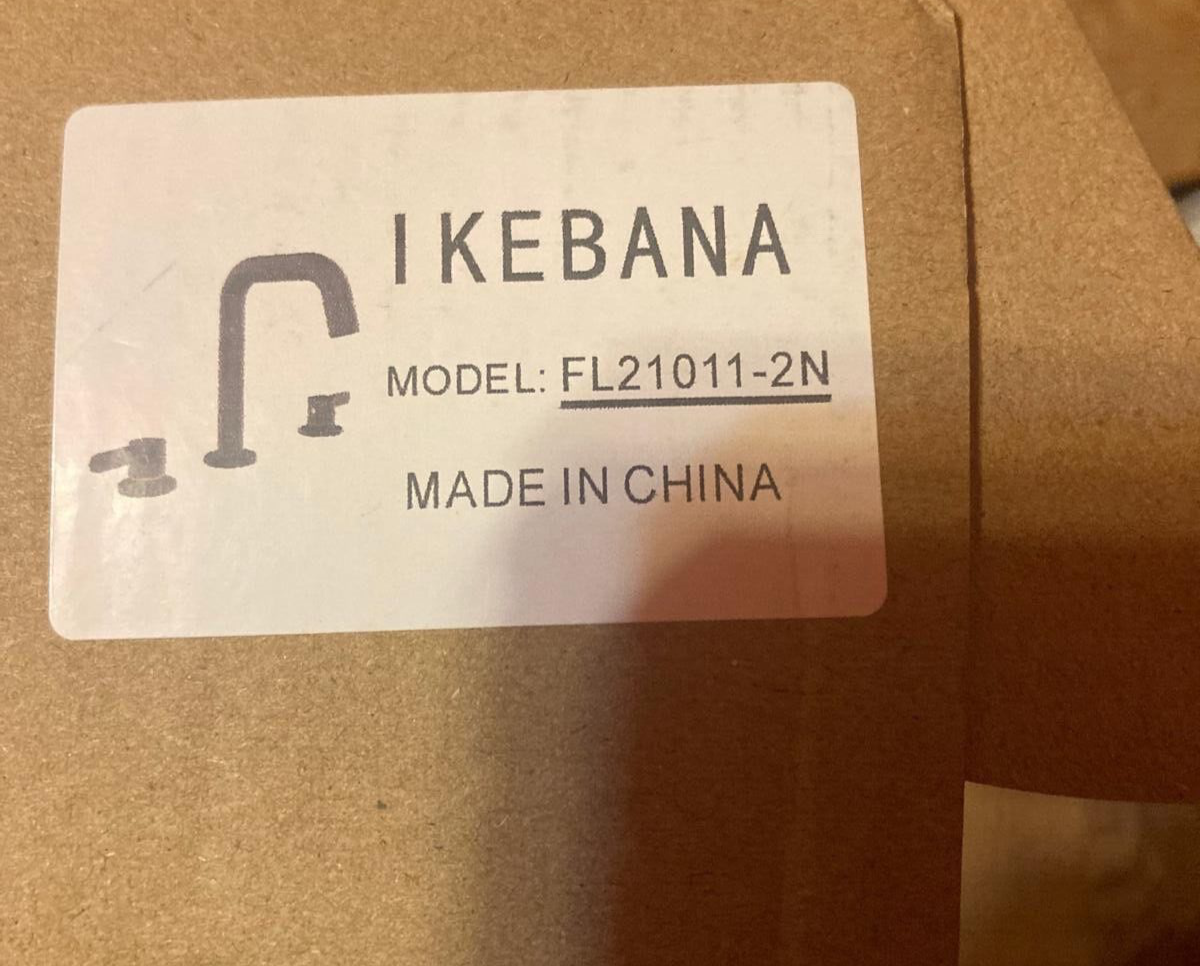 IKEBANA
MODEL: FL21011-2N
MADE IN CHINA